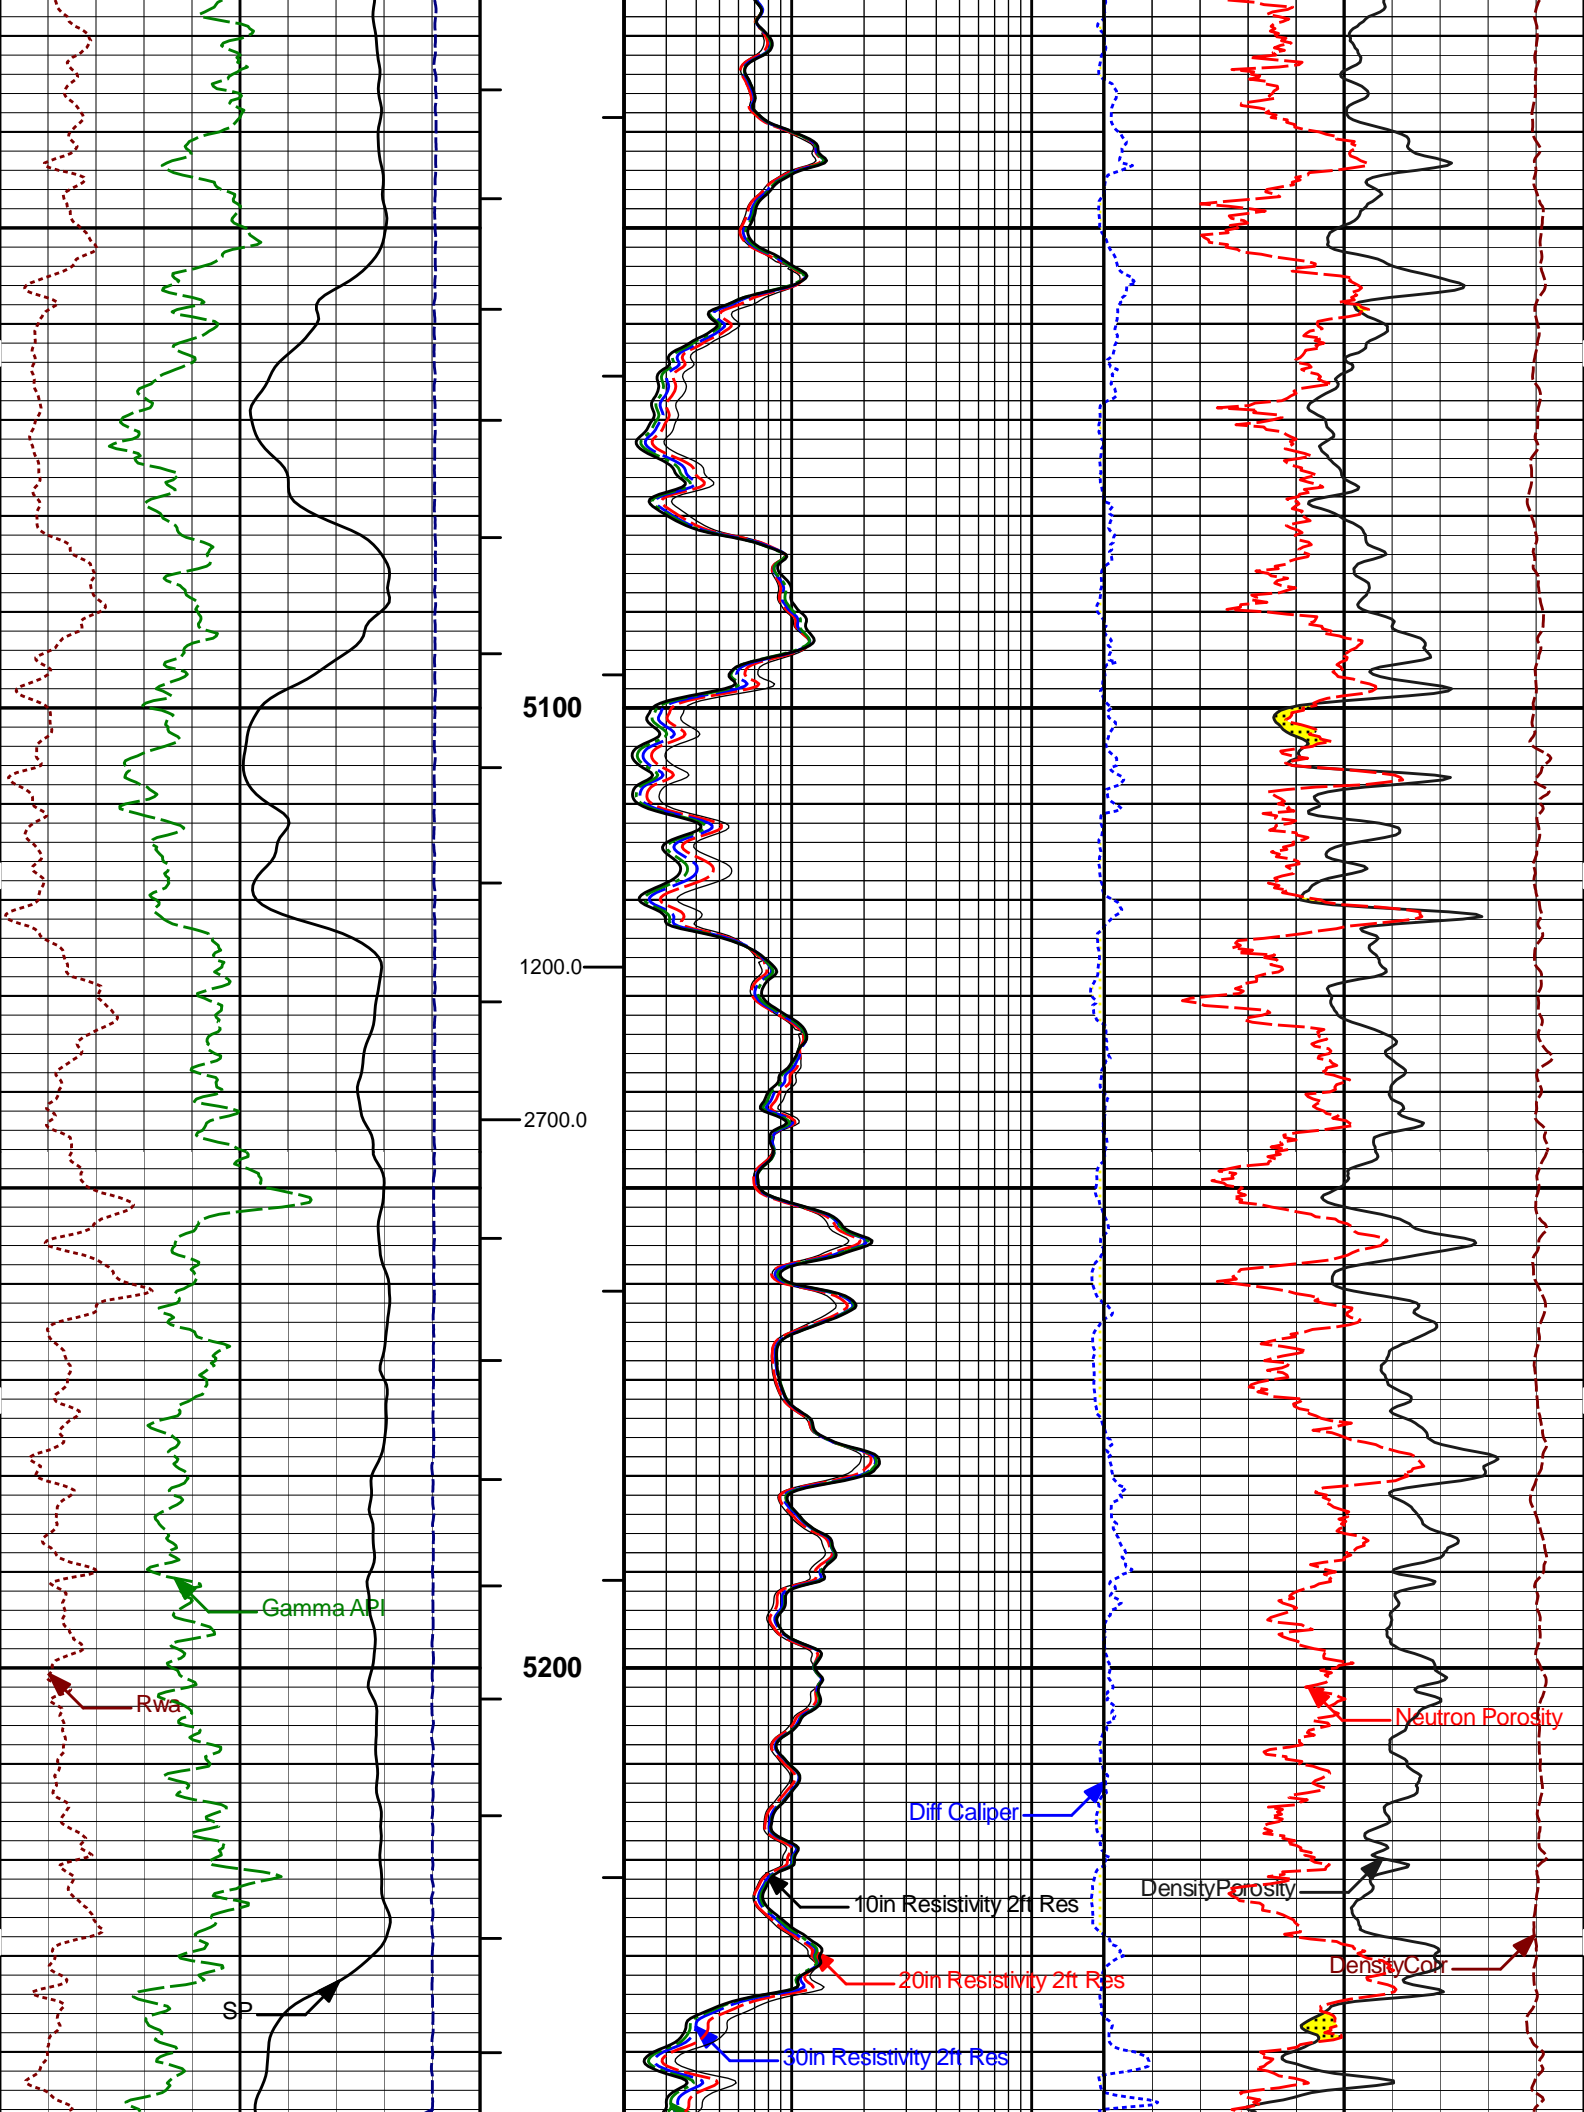 5100
1200.0
2700.0
Gamma API
5200
Rwa
Neutron Porosity
Diff Caliper
DensityPorosity
10in Resistivity 2ft Res
DensityCorr
20in Resistivity 2ft Res
SP
30in Resistivity 2ft Res